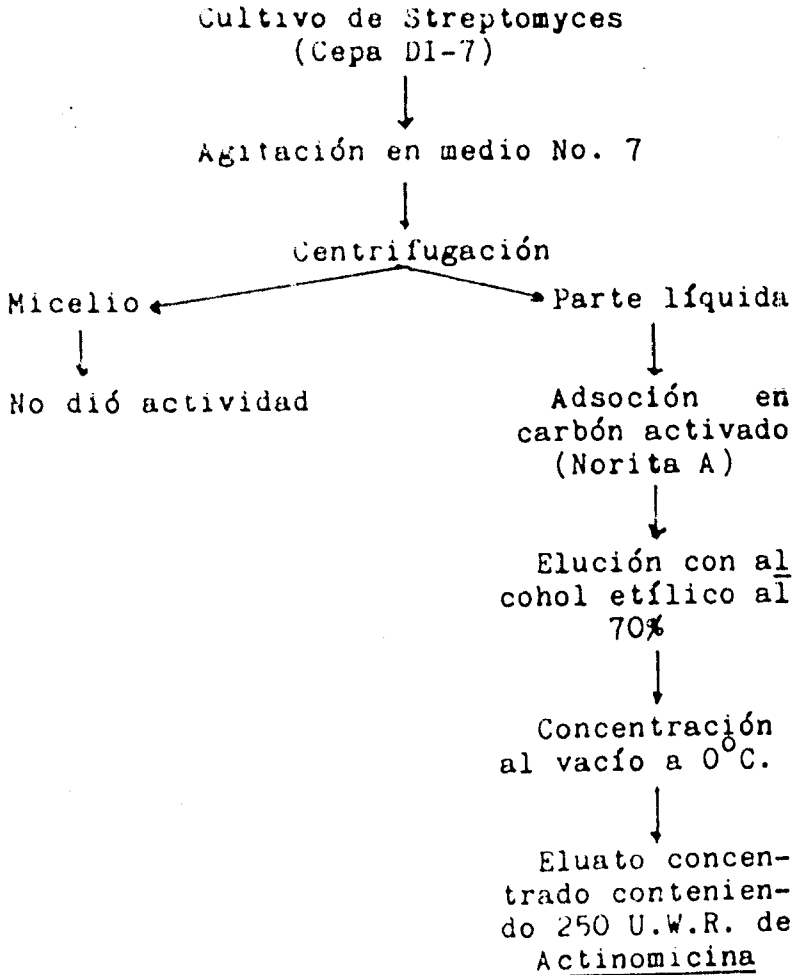 Cultivo de Streptomyces
(Cepa DI-7)
Agitación en medio No. 7
Centrifugación
Micelio
Parte líquida
No dió actividad
Adsoción en
carbón activado
(Norita A)
Elución con al
cohol etílico al
70%
Concentración
al vacío a 0°C.
Eluato concen-
trado contenien-
do 250 U.W.R. de
Actinomicina